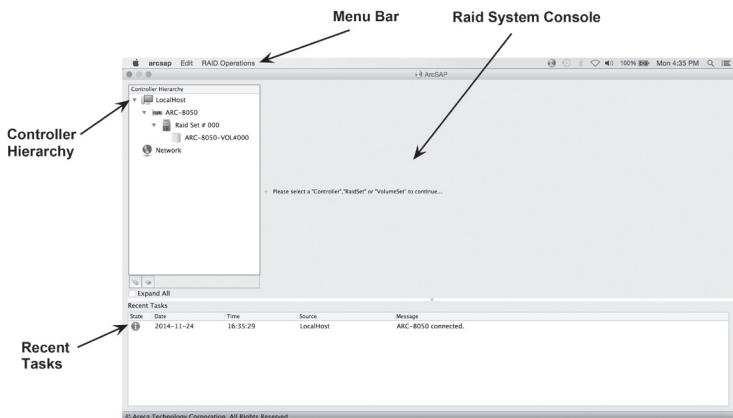 Menu Bar
Raid System Console
arcsap Edit RAID Operations
100% Mon 4:35 PM
ArcSAP
Controller Hierarchy
LocalHost
ARC-8050
Raid Set # 000
ARC-8050-VOL#000
Network
Controller
Hierarchy
Please select a "Controller","RaidSet" or "VolumeSet" to continue...
Expand All
Recent Tasks
State Date Time Source Message
2014-11-24 16:35:29 LocalHost ARC-8050 connected.
Recent
Tasks
© Areca Technology Corporation. All Rights Reserved.